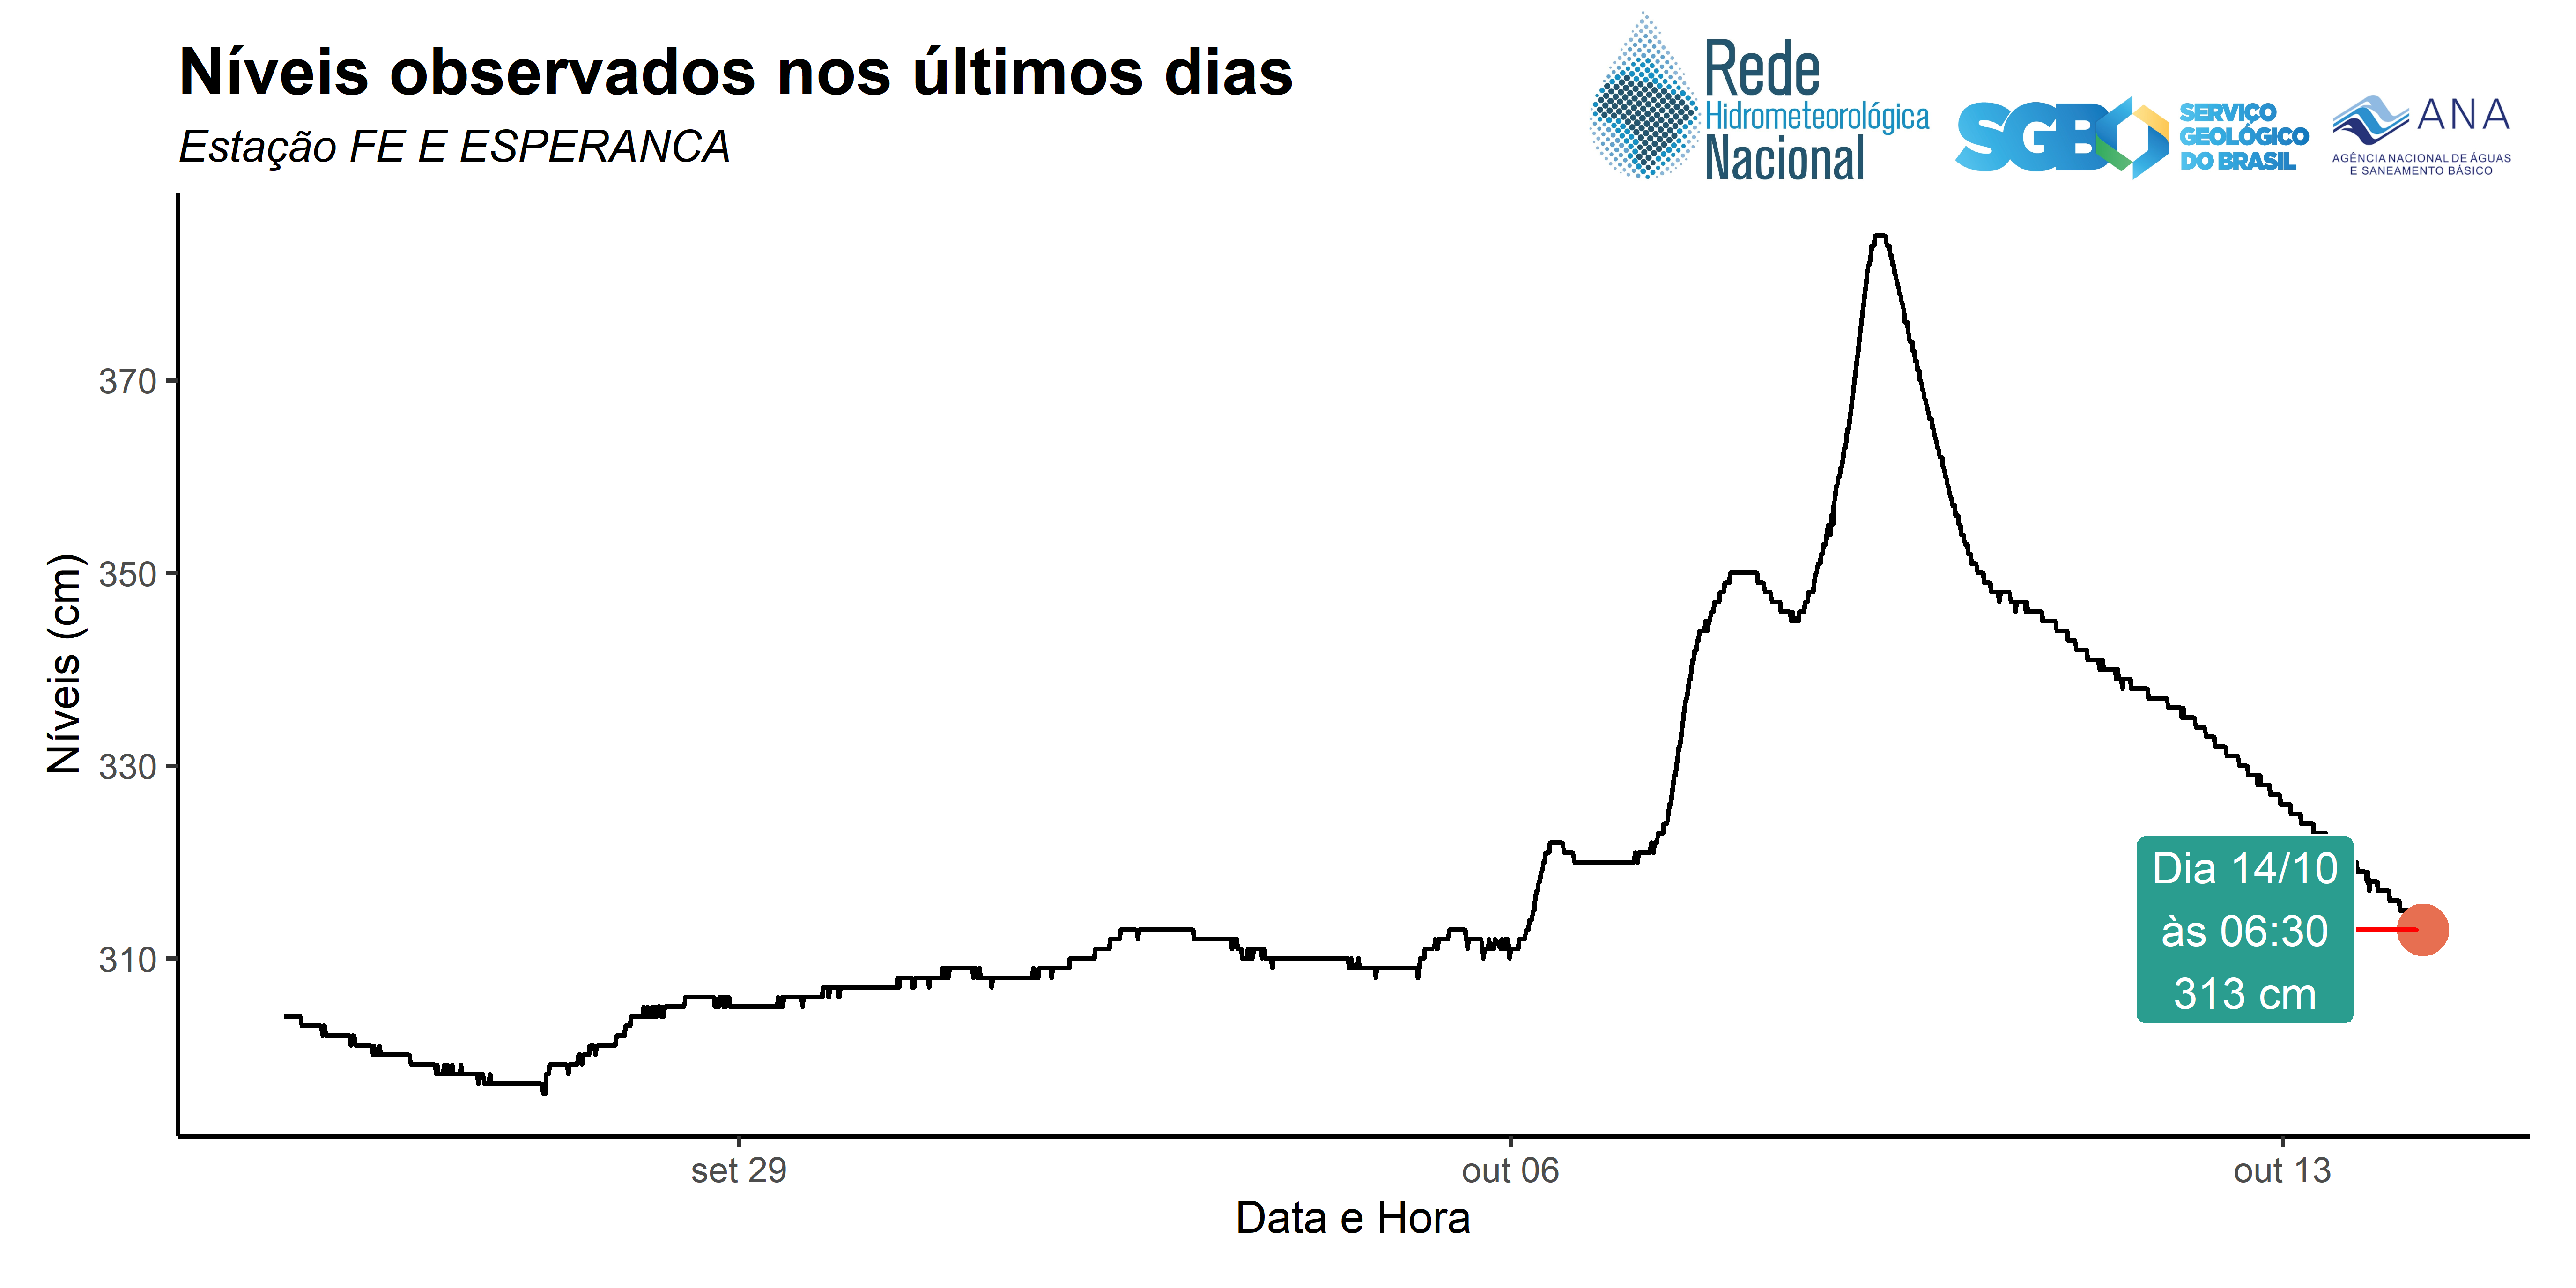 Níveis observados nos últimos dias
Estação FE E ESPERANCA
Rede
Hidrometeorológica
Nacional
SGB
SERVIÇO
GEOLÓGICO
DO BRASIL
ANA
AGÊNCIA NACIONAL DE ÁGUAS
E SANEAMENTO BÁSICO
Níveis (cm)
370
350
330
310
Dia 14/10
às 06:30
313 cm
set 29
out 06
out 13
Data e Hora